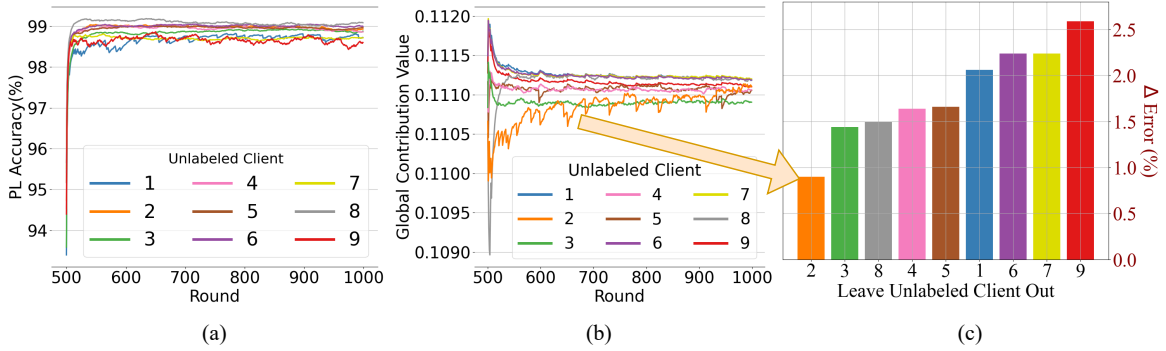 PL Accuracy(%)
99
98
97
96
95
94
Unlabeled Client
1 4 7
2 5 8
3 6 9
500 600 700 800 900 1000
Round
(a)
Global Contribution Value
0.1120
0.1115
0.1110
0.1105
0.1100
0.1095
0.1090
Unlabeled Client
1 4 7
2 5 8
3 6 9
500 600 700 800 900 1000
Round
(b)
2.5
2.0
1.5
1.0
0.5
0.0
Δ Error (%)
2 3 8 4 5 1 6 7 9
Leave Unlabeled Client Out
(c)